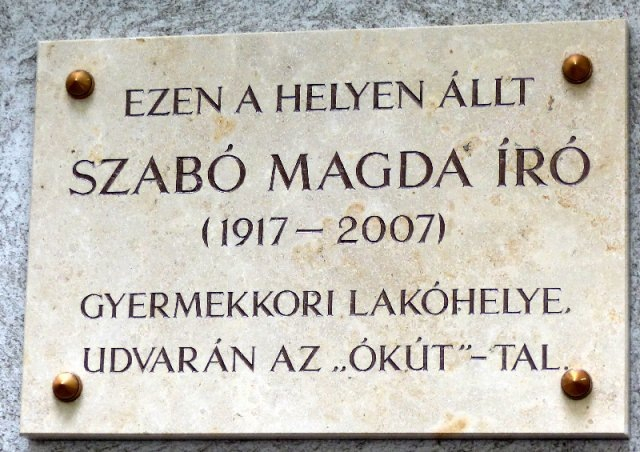 EZEN A HELYEN ÁLLT
SZABÓ MAGDA ÍRÓ
(1917 – 2007)
GYERMEKKORI LAKÓHELYE,
UDVARÁN AZ „ÓKÚT”-TAL.